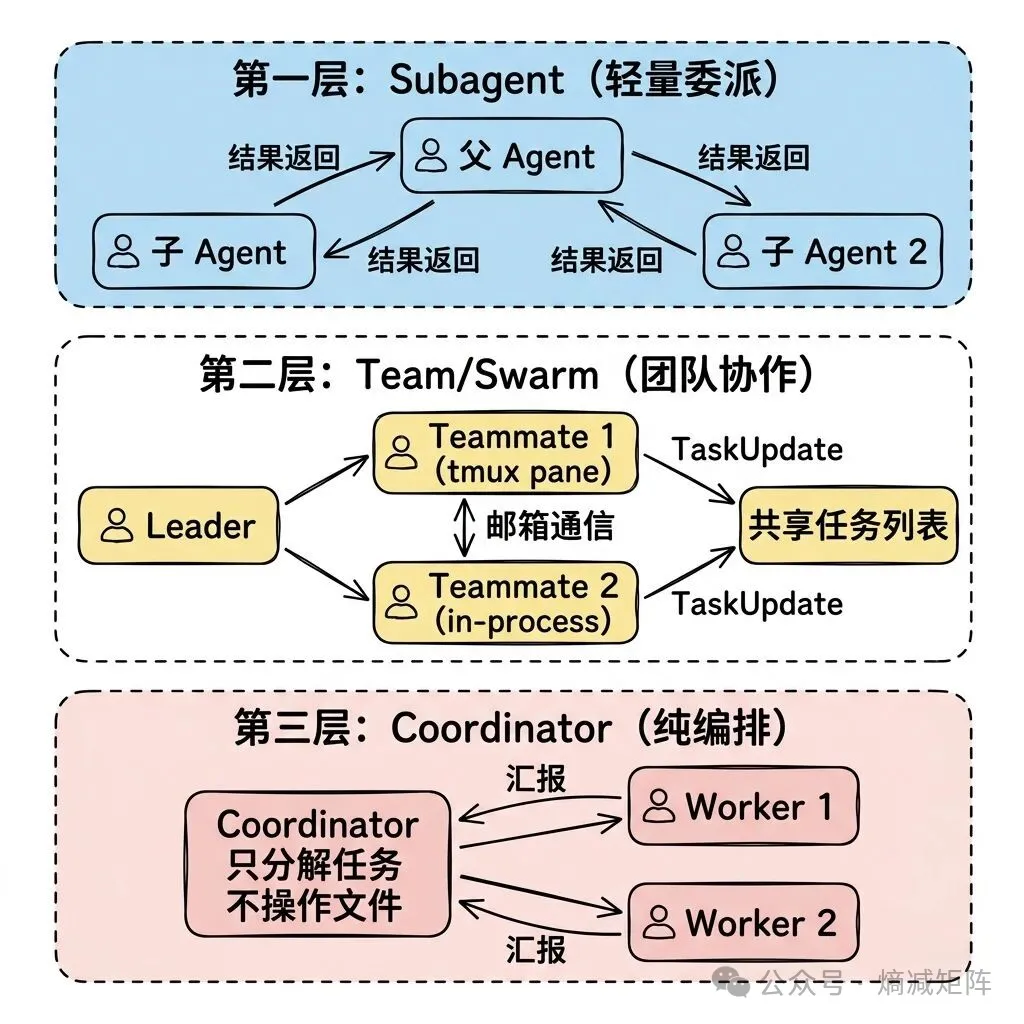 第一层：Subagent（轻量委派）
结果返回
父 Agent
结果返回
子 Agent
结果返回
结果返回
子 Agent 2
第二层：Team/Swarm（团队协作）
Teammate 1
(tmux pane)
TaskUpdate
Leader
邮箱通信
共享任务列表
Teammate 2
(in-process)
TaskUpdate
第三层：Coordinator（纯编排）
汇报
Worker 1
Coordinator
只分解任务
不操作文件
Worker 2
汇报
公众号 · 熵减矩阵